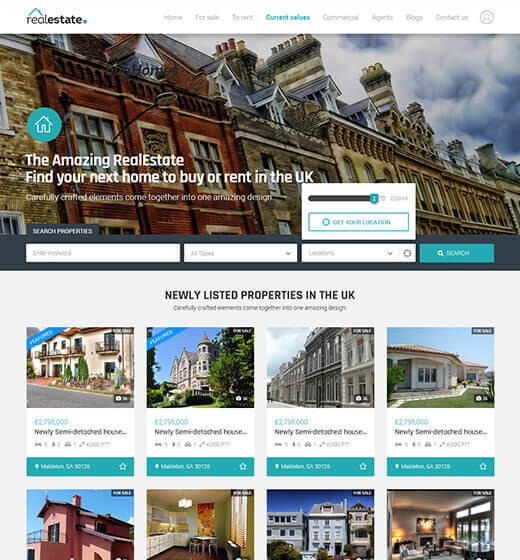 realestate.
Home For sale To rent Current values Commercial Agents Blogs Contact us
The Amazing RealEstate
Find your next home to buy or rent in the UK
Carefully crafted elements come together into one amazing design.
GET YOUR LOCATION
SEARCH PROPERTIES
Enter Keyword All Types Locations SEARCH
NEWLY LISTED PROPERTIES IN THE UK
Carefully crafted elements come together into one amazing design.
FEATURED FOR SALE FEATURED FOR SALE FOR SALE FOR SALE
£2,795,000 £2,795,000 £2,795,000 £2,795,000
Newly Semi-detached house... Newly Semi-detached house... Newly Semi-detached house... Newly Semi-detached house...
5 3 1 4,000 FT² 5 3 1 4,000 FT² 5 3 1 4,000 FT² 5 3 1 4,000 FT²
Mableton, GA 30126 Mableton, GA 30126 Mableton, GA 30126 Mableton, GA 30126
FOR SALE FOR SALE FOR SALE FOR SALE